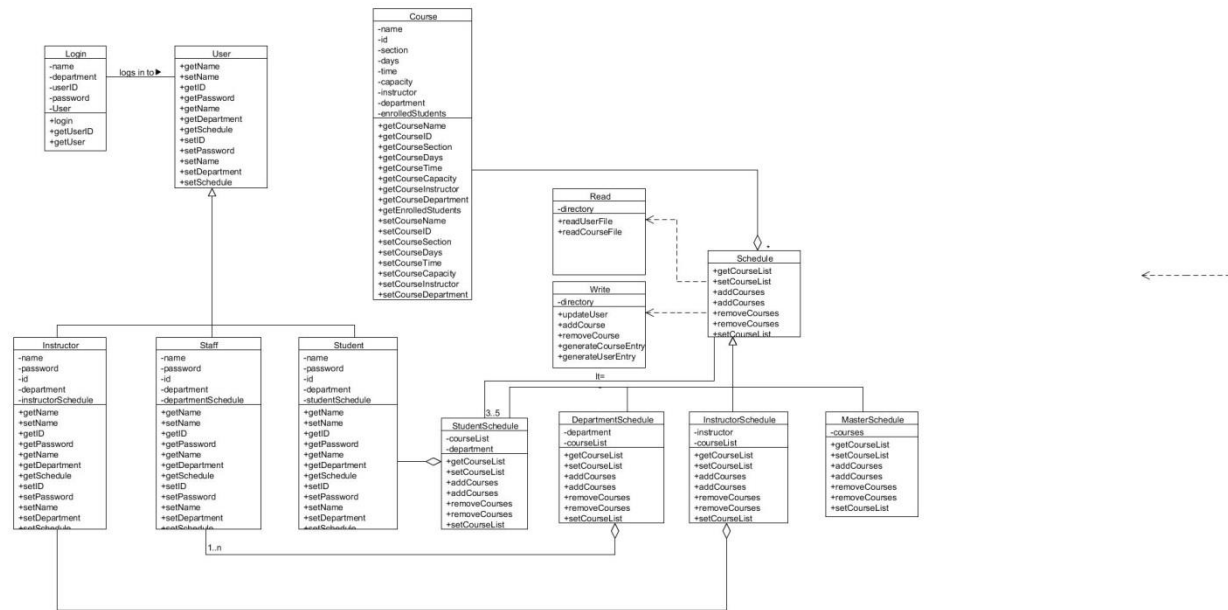 Course
-name
-id
-section
-days
-time
-capacity
-instructor
-department
-enrolledStudents
+getCourseName
+getCourseID
+getCourseSection
+getCourseDays
+getCourseTime
+getCourseCapacity
+getCourseInstructor
+getCourseDepartment
+getEnrolledStudents
+setCourseName
+setCourseID
+setCourseSection
+setCourseDays
+setCourseTime
+setCourseCapacity
+setCourseInstructor
+setCourseDepartment
Login
-name
-department
-userID
-password
-User
+login
+getUserID
+getUser
logs in to
User
+getName
+setName
+getID
+getPassword
+getName
+getDepartment
+getSchedule
+setID
+setPassword
+setName
+setDepartment
+setSchedule
Read
-directory
+readUserFile
+readCourseFile
Write
-directory
+updateUser
+addCourse
+removeCourse
+generateCourseEntry
+generateUserEntry
*
Schedule
+getCourseList
+setCourseList
+addCourses
+addCourses
+removeCourses
+removeCourses
+setCourseList
Instructor
-name
-password
-id
-department
-instructorSchedule
+getName
+setName
+getID
+getPassword
+getName
+getDepartment
+getSchedule
+setID
+setPassword
+setName
+setDepartment
+setSchedule
Staff
-name
-password
-id
-department
-departmentSchedule
+getName
+setName
+getID
+getPassword
+getName
+getDepartment
+getSchedule
+setID
+setPassword
+setName
+setDepartment
+setSchedule
Student
-name
-password
-id
-department
-studentSchedule
+getName
+setName
+getID
+getPassword
+getName
+getDepartment
+getSchedule
+setID
+setPassword
+setName
+setDepartment
+setSchedule
lt=
3..5
StudentSchedule
-courseList
-department
+getCourseList
+setCourseList
+addCourses
+addCourses
+removeCourses
+removeCourses
+setCourseList
DepartmentSchedule
-department
-courseList
+getCourseList
+setCourseList
+addCourses
+addCourses
+removeCourses
+removeCourses
+setCourseList
InstructorSchedule
-instructor
-courseList
+getCourseList
+setCourseList
+addCourses
+addCourses
+removeCourses
+removeCourses
+setCourseList
MasterSchedule
-courses
+getCourseList
+setCourseList
+addCourses
+addCourses
+removeCourses
+removeCourses
+setCourseList
1..n